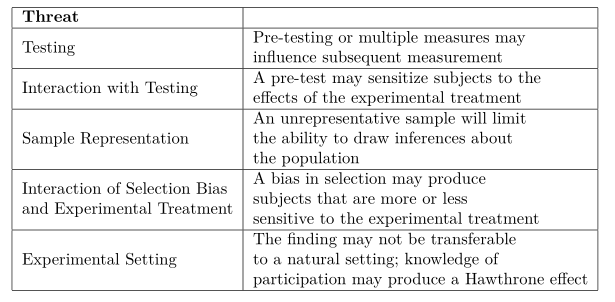 Threat
Testing
Pre-testing or multiple measures may
influence subsequent measurement
Interaction with Testing
A pre-test may sensitize subjects to the
effects of the experimental treatment
Sample Representation
An unrepresentative sample will limit
the ability to draw inferences about
the population
Interaction of Selection Bias
and Experimental Treatment
A bias in selection may produce
subjects that are more or less
sensitive to the experimental treatment
Experimental Setting
The finding may not be transferable
to a natural setting; knowledge of
participation may produce a Hawthrone effect